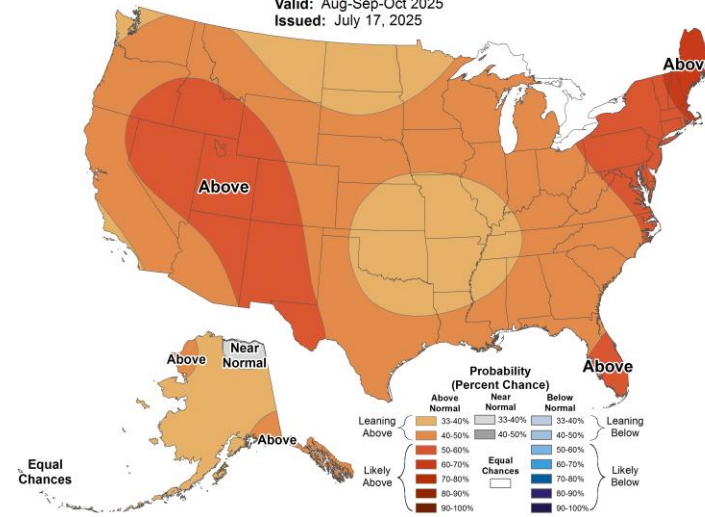 Valid: Aug-Sep-Oct 2025
Issued: July 17, 2025
Above
Above
Above
Above
Near
Normal
Above
Equal
Chances
Probability
(Percent Chance)
Above
Normal
Near
Normal
Below
Normal
Leaning
Above
33-40%
33-40%
33-40%
Leaning
Below
40-50%
40-50%
40-50%
Likely
Above
50-60%
Equal
Chances
50-60%
Likely
Below
60-70%
60-70%
70-80%
70-80%
80-90%
80-90%
90-100%
90-100%